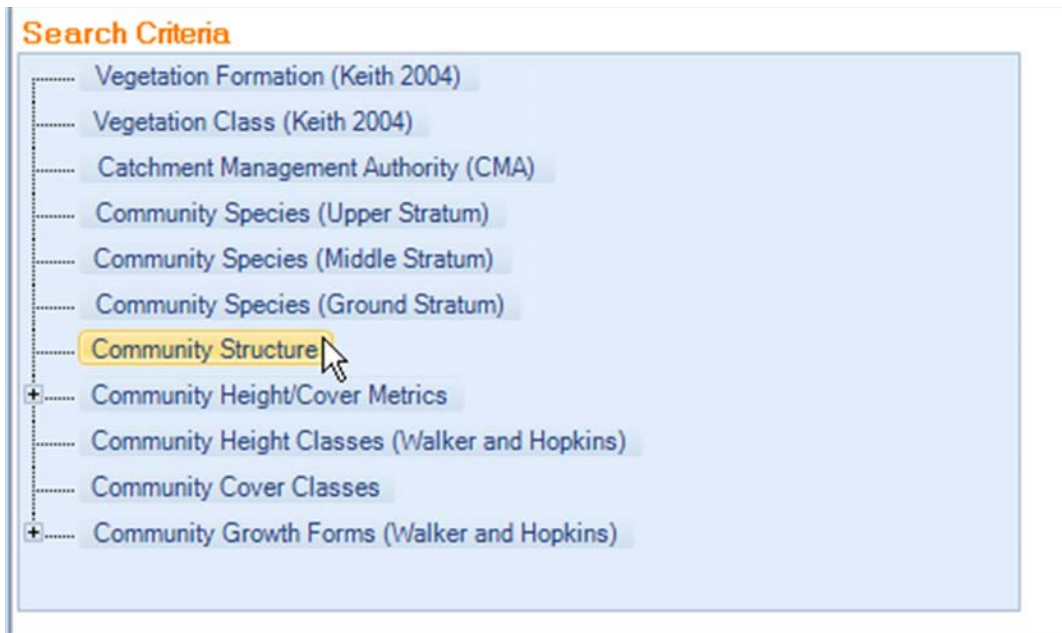 Search Criteria
Vegetation Formation (Keith 2004)
Vegetation Class (Keith 2004)
Catchment Management Authority (CMA)
Community Species (Upper Stratum)
Community Species (Middle Stratum)
Community Species (Ground Stratum)
Community Structure
Community Height/Cover Metrics
Community Height Classes (Walker and Hopkins)
Community Cover Classes
Community Growth Forms (Walker and Hopkins)